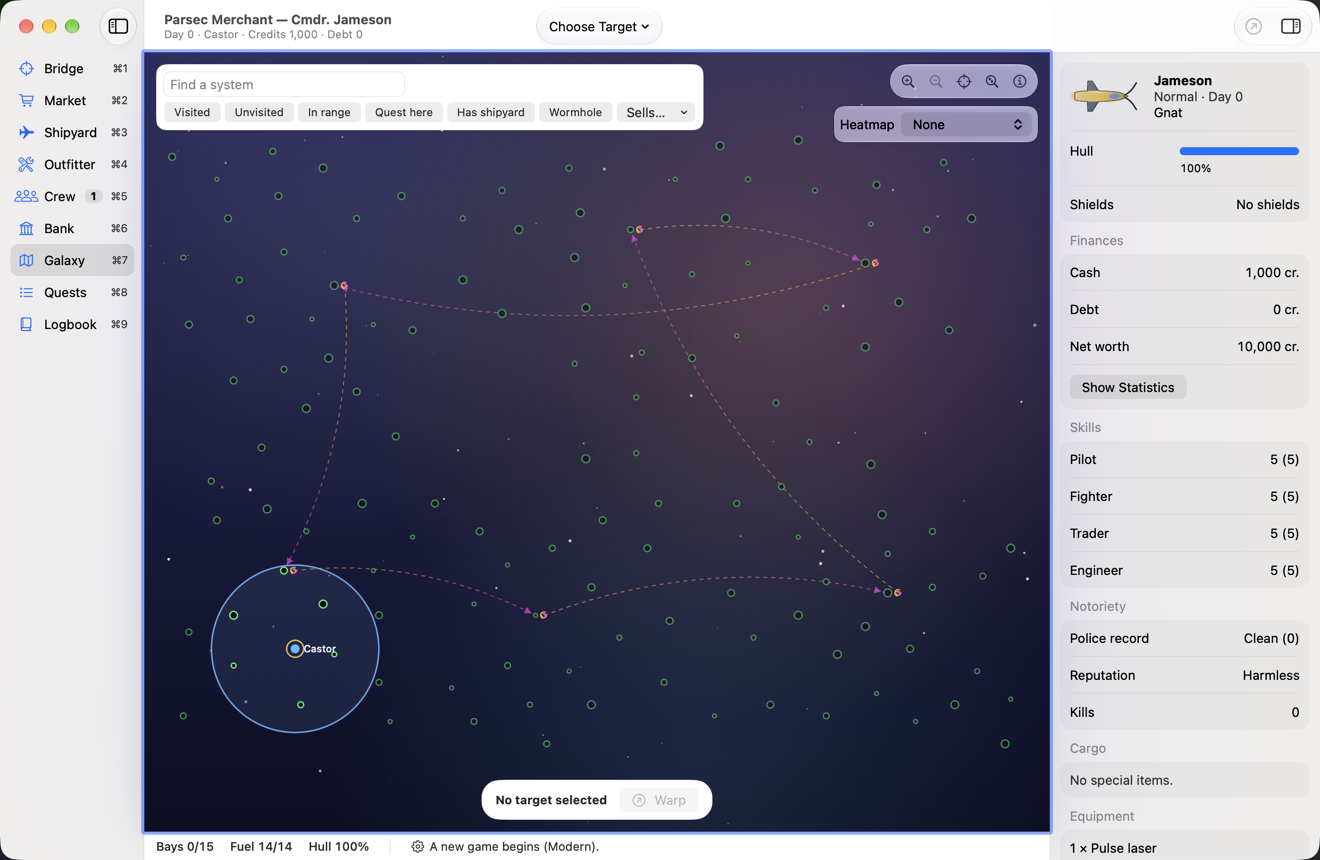 Parsec Merchant — Cmdr. Jameson
Day 0 · Castor · Credits 1,000 · Debt 0
Choose Target
Bridge ⌘1
Market ⌘2
Shipyard ⌘3
Outfitter ⌘4
Crew 1 ⌘5
Bank ⌘6
Galaxy ⌘7
Quests ⌘8
Logbook ⌘9
Find a system
Visited
Unvisited
In range
Quest here
Has shipyard
Wormhole
Sells...
Heatmap None
Castor
No target selected
Warp
Bays 0/15 Fuel 14/14 Hull 100%
A new game begins (Modern).
Jameson
Normal · Day 0
Gnat
Hull
100%
Shields No shields
Finances
Cash 1,000 cr.
Debt 0 cr.
Net worth 10,000 cr.
Show Statistics
Skills
Pilot 5 (5)
Fighter 5 (5)
Trader 5 (5)
Engineer 5 (5)
Notoriety
Police record Clean (0)
Reputation Harmless
Kills 0
Cargo
No special items.
Equipment
1 × Pulse laser